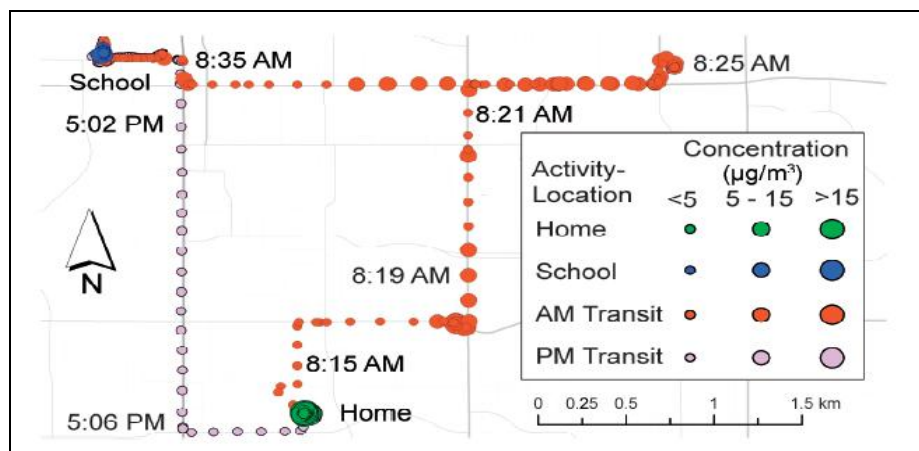 8:35 AM
8:25 AM
School
5:02 PM
8:21 AM
N
8:19 AM
8:15 AM
Home
5:06 PM
Activity-
Location
Concentration
(µg/m³)
<5 5 - 15 >15
Home
School
AM Transit
PM Transit
0 0.25 0.5 1 1.5 km